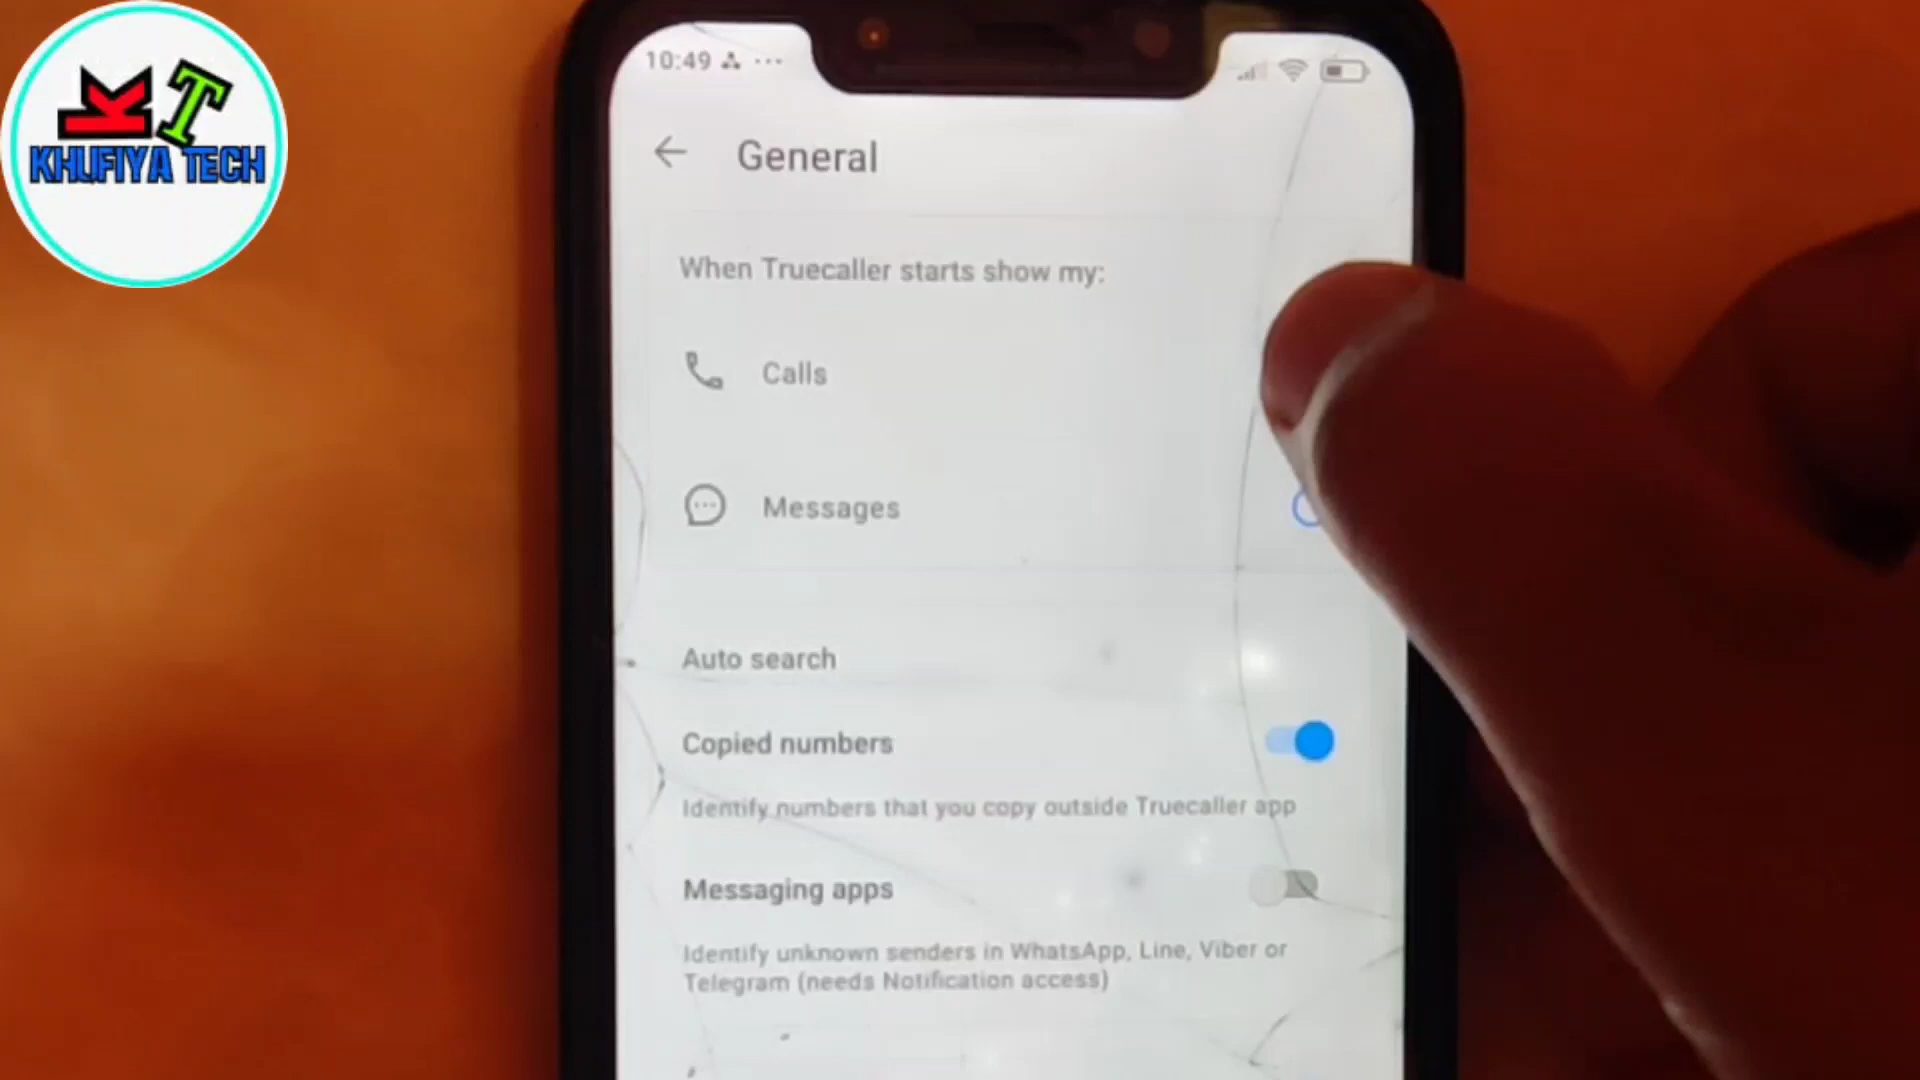 KT
KHUFIYA TECH
10:49
General
When Truecaller starts show my:
Calls
Messages
Auto search
Copied numbers
Identify numbers that you copy outside Truecaller app
Messaging apps
Identify unknown senders in WhatsApp, Line, Viber or
Telegram (needs Notification access)